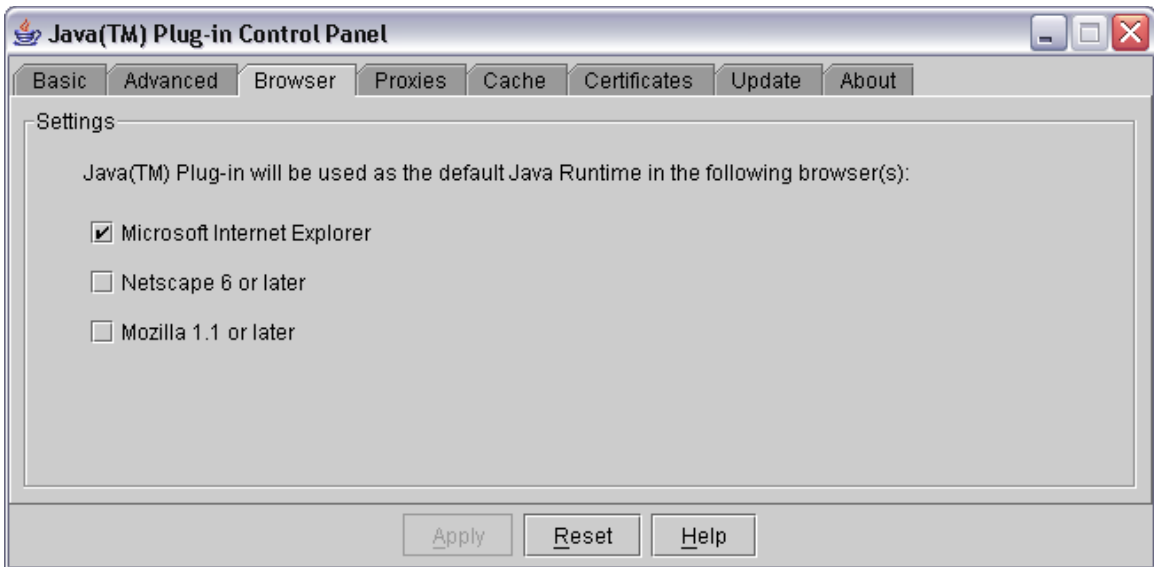 Java(TM) Plug-in Control Panel
Basic Advanced Browser Proxies Cache Certificates Update About
Settings
Java(TM) Plug-in will be used as the default Java Runtime in the following browser(s):
Microsoft Internet Explorer
Netscape 6 or later
Mozilla 1.1 or later
Apply Reset Help